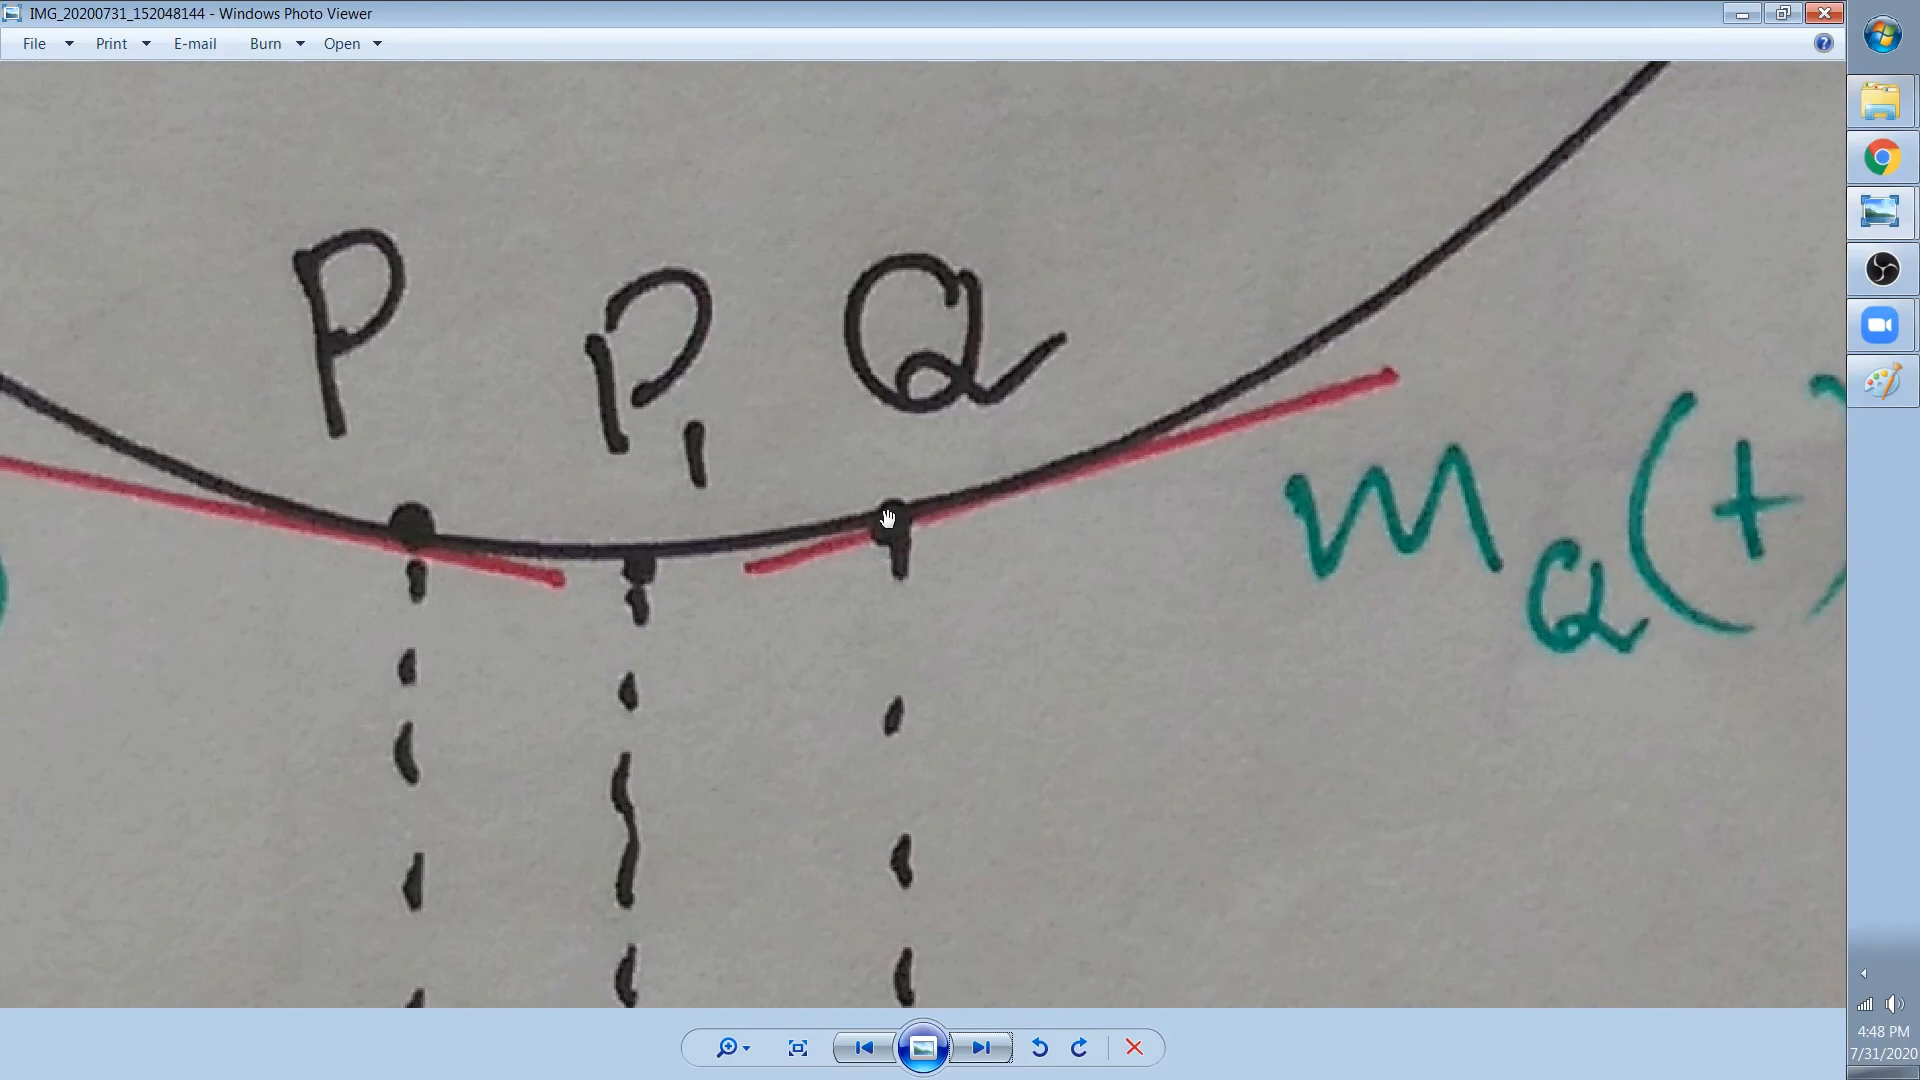 IMG_20200731_152048144 - Windows Photo Viewer
File Print E-mail Burn Open
P P1 Q
mQ(+)
4:48 PM
7/31/2020